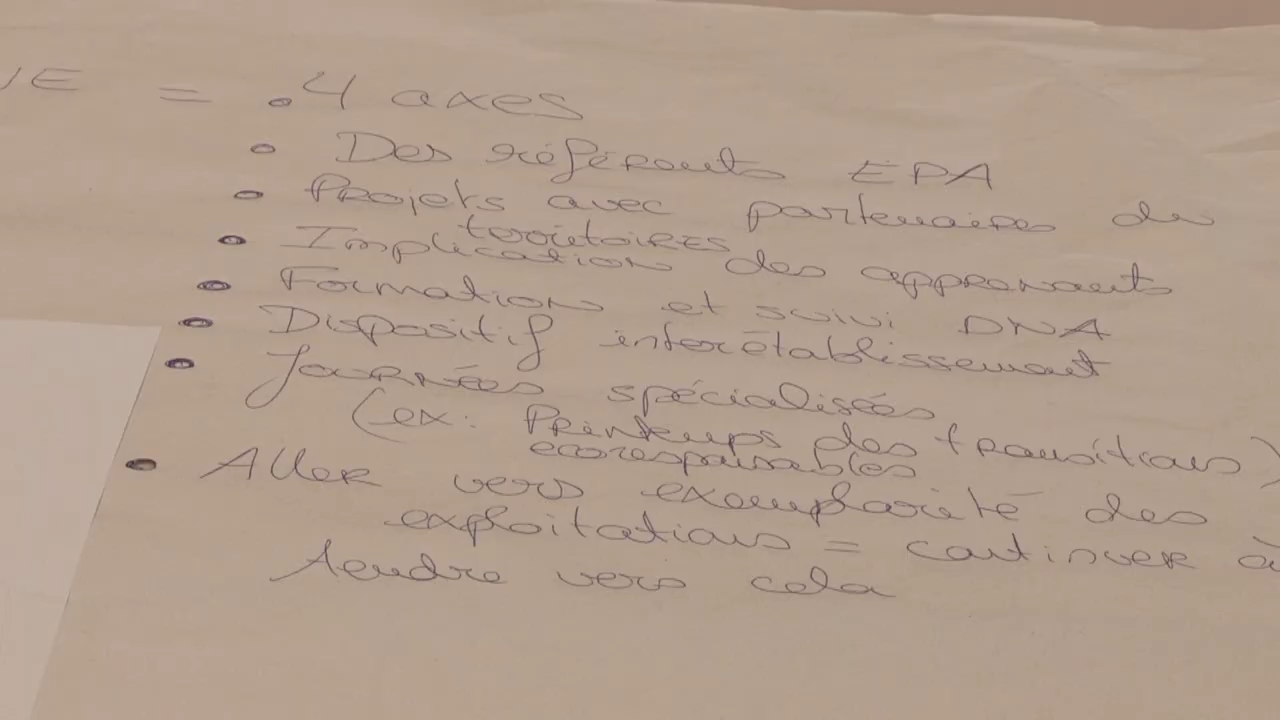 = • 4 axes
• Des référents EPA
• Projets avec partenaires du
territoires
• Implication des apprenants
• Formation et suivi DNA
• Dispositif interétablissement
• Journées spécialisées
(ex: Printemps des transitions)
écoresponsables
• Aller vers exemplarité des
exploitations = continuer à
tendre vers cela